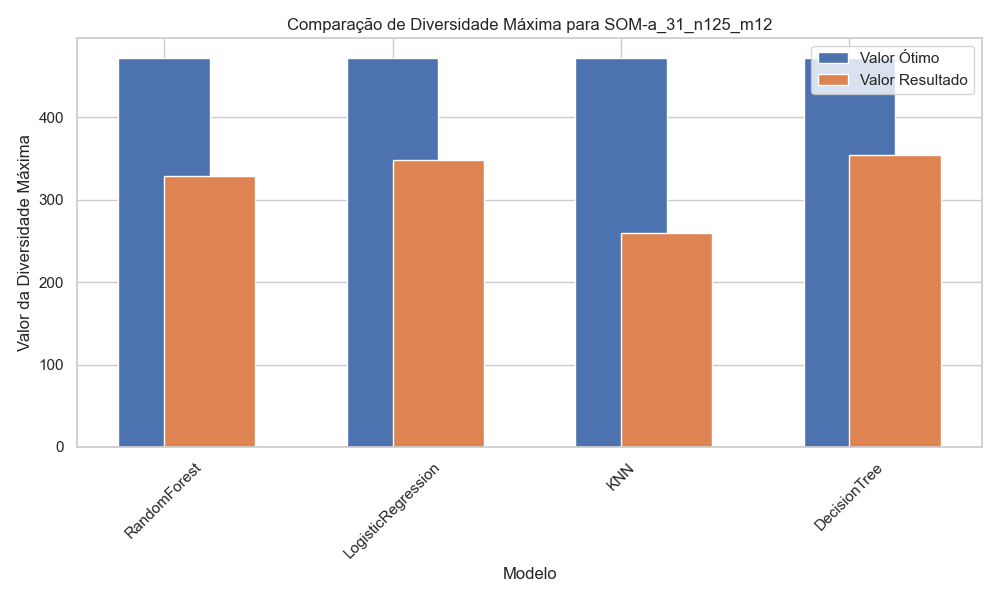 Comparação de Diversidade Máxima para SOM-a_31_n125_m12
Valor Ótimo
Valor Resultado
Valor da Diversidade Máxima
400
300
200
100
0
RandomForest
LogisticRegression
KNN
DecisionTree
Modelo